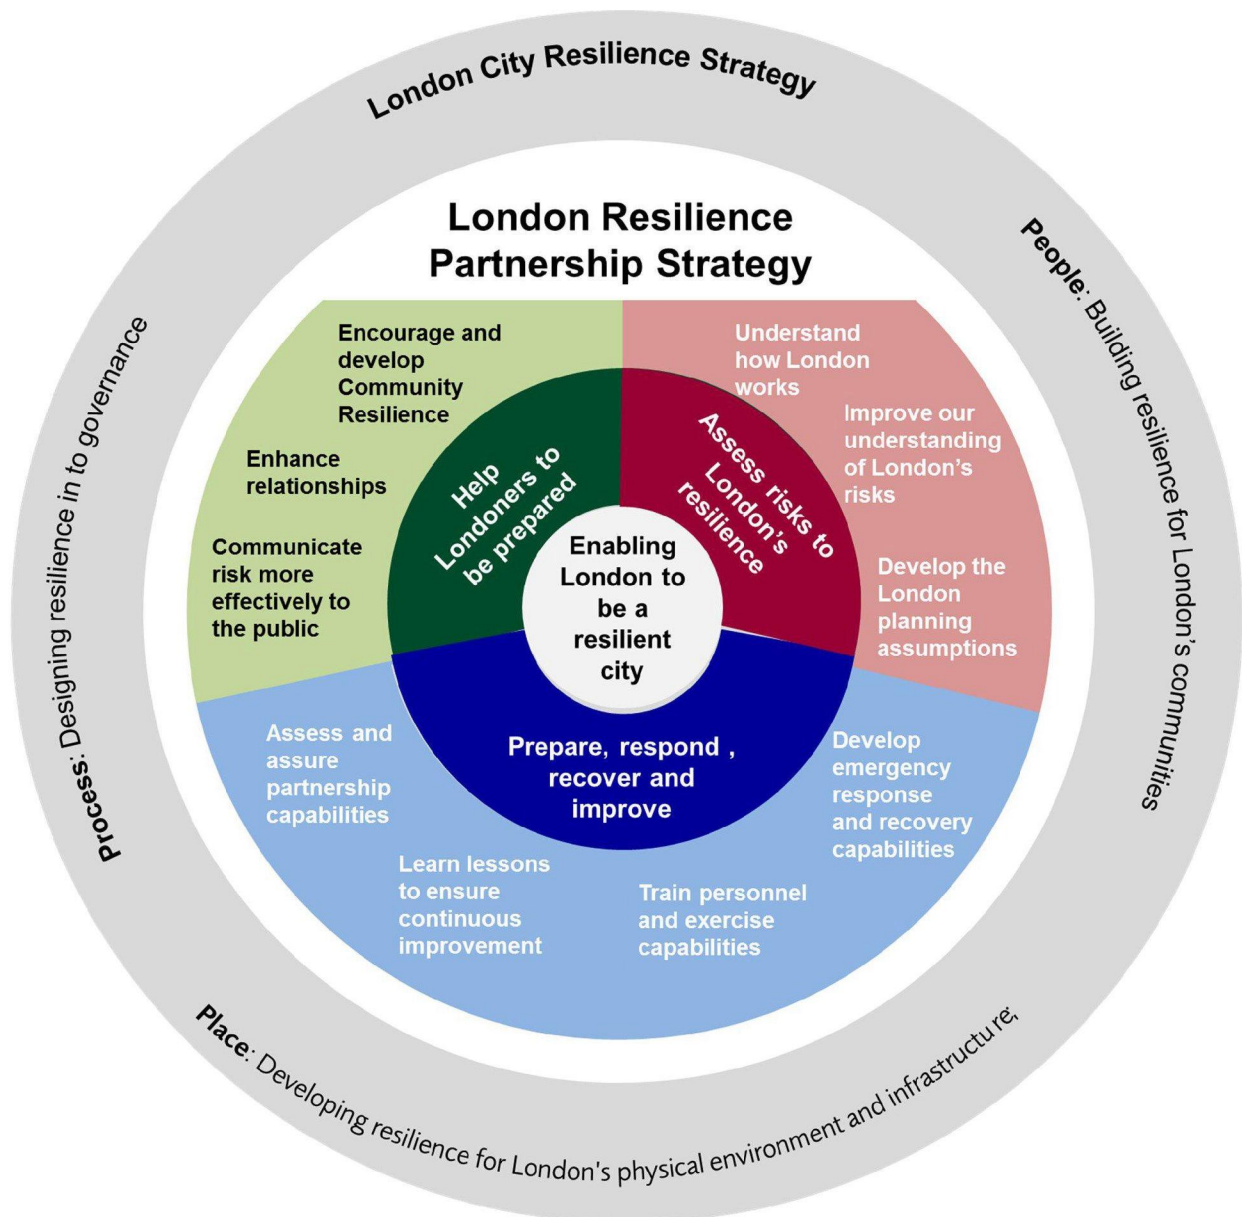 London City Resilience Strategy
London Resilience
Partnership Strategy
People: Building resilience for London's communities
Place: Developing resilience for London's physical environment and infrastructure;
Process: Designing resilience in to governance
Encourage and
develop
Community
Resilience
Enhance
relationships
Communicate
risk more
effectively to
the public
Help
Londoners to
be prepared
Understand
how London
works
Improve our
understanding
of London's
risks
Develop the
London
planning
assumptions
Assess risks to
London's
resilience
Enabling
London to
be a
resilient
city
Prepare, respond ,
recover and
improve
Develop
emergency
response
and recovery
capabilities
Train personnel
and exercise
capabilities
Learn lessons
to ensure
continuous
improvement
Assess and
assure
partnership
capabilities